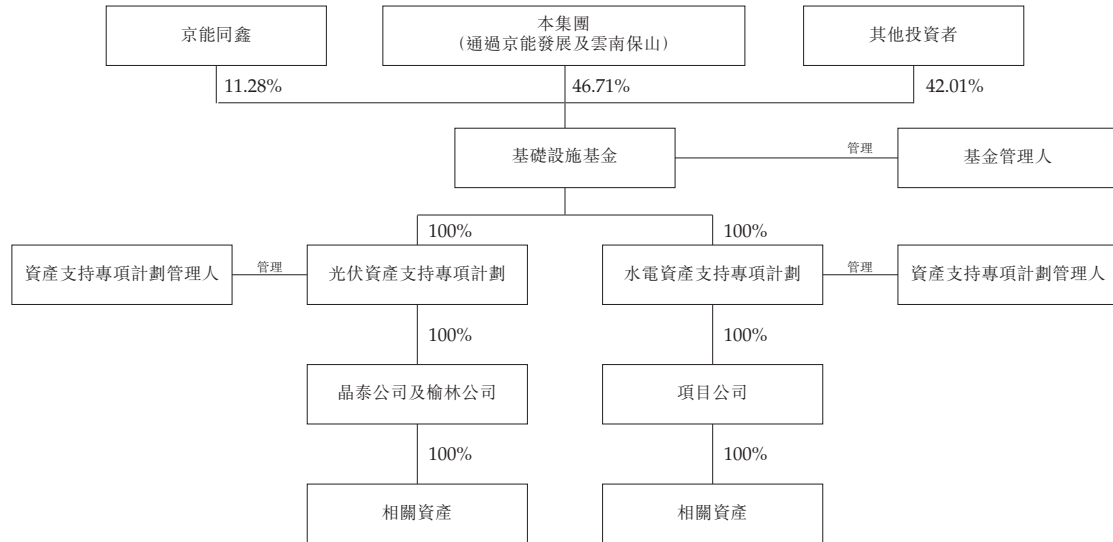 京能同鑫
本集團
（通過京能發展及雲南保山）
其他投資者
11.28%
46.71%
42.01%
基礎設施基金
管理
基金管理人
100%
100%
資產支持專項計劃管理人
管理
光伏資產支持專項計劃
水電資產支持專項計劃
管理
資產支持專項計劃管理人
100%
100%
晶泰公司及榆林公司
項目公司
100%
100%
相關資產
相關資產